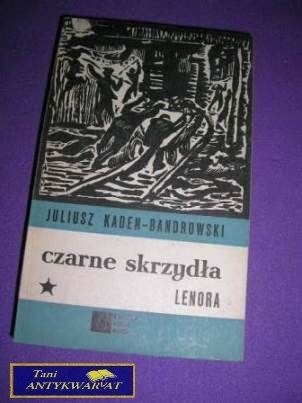 JULIUSZ KADEN-BANDROWSKI
czarne skrzydła
LENORA
Tani
ANTYKWARIAT